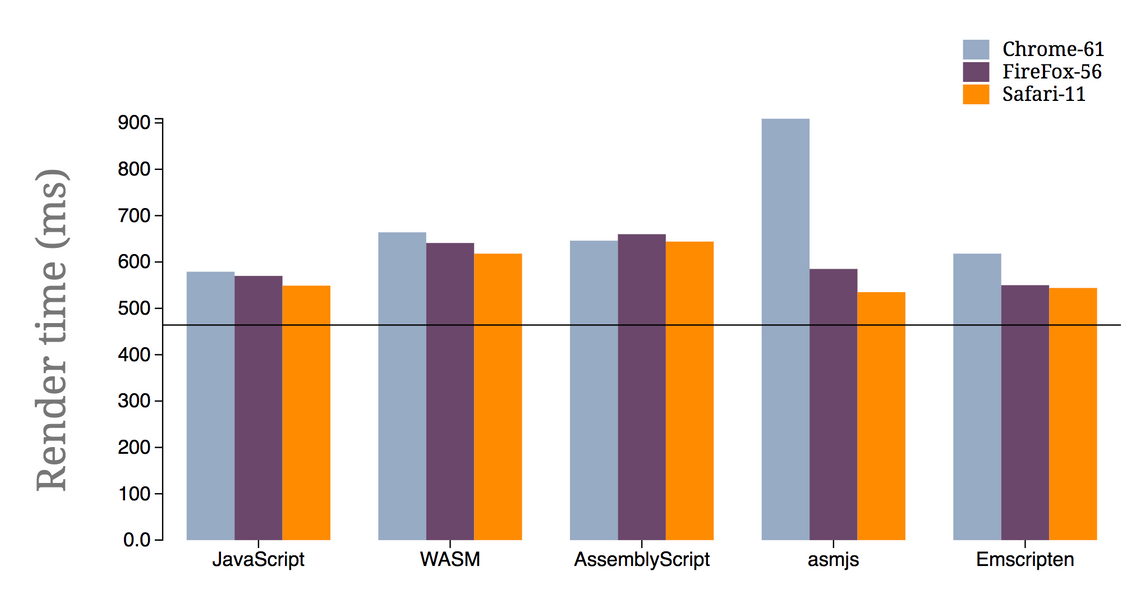 Chrome-61
FireFox-56
Safari-11
Render time (ms)
900
800
700
600
500
400
300
200
100
0.0
JavaScript
WASM
AssemblyScript
asmjs
Emscripten